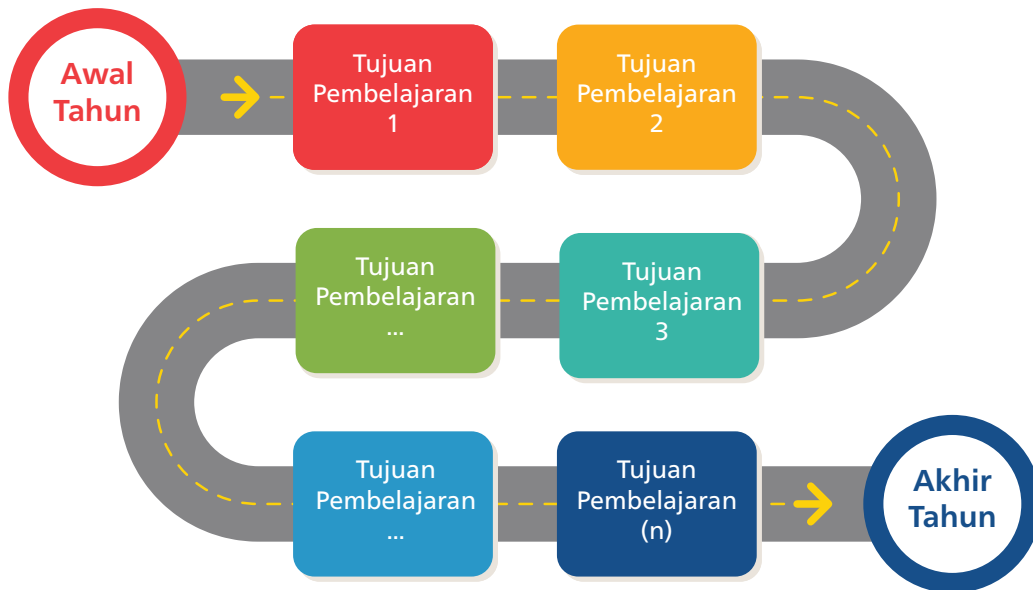 Awal
Tahun
Tujuan
Pembelajaran
1
Tujuan
Pembelajaran
2
Tujuan
Pembelajaran
3
Tujuan
Pembelajaran
...
Tujuan
Pembelajaran
...
Tujuan
Pembelajaran
(n)
Akhir
Tahun